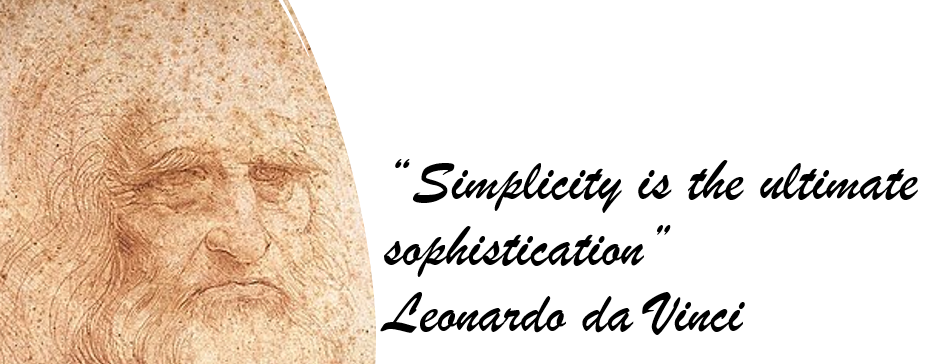 “Simplicity is the ultimate
sophistication”
Leonardo da Vinci